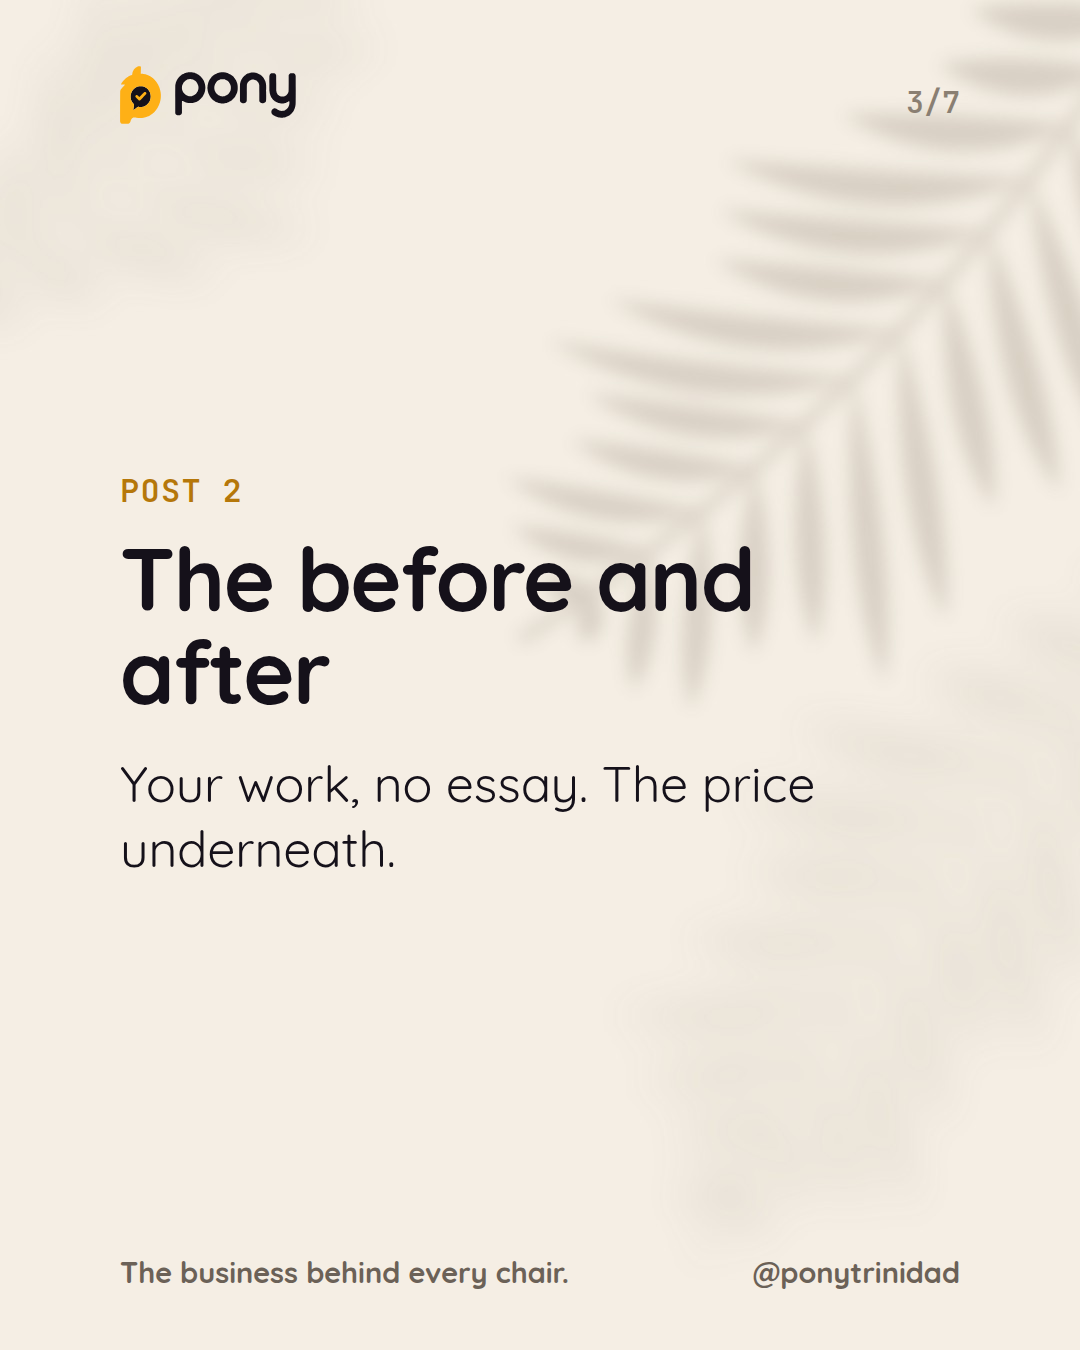 pony
3/7
POST 2
The before and
after
Your work, no essay. The price
underneath.
The business behind every chair.
@ponytrinidad